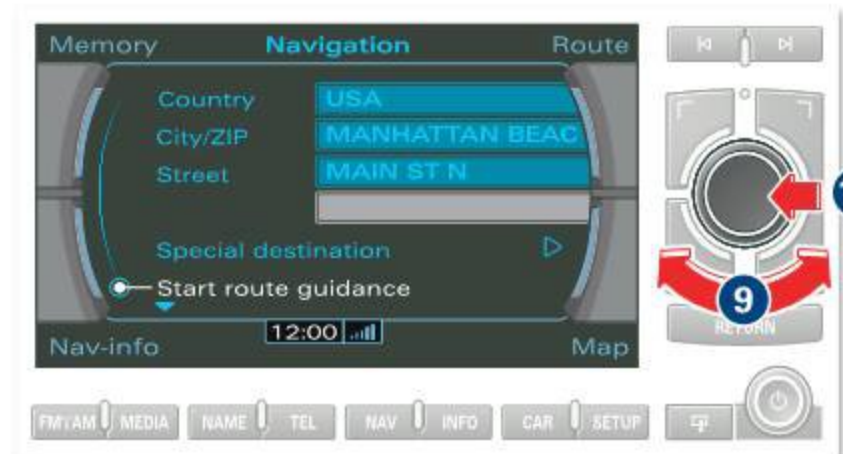 Memory Navigation Route
Country USA
City/ZIP MANHATTAN BEAC
Street MAIN ST N
Special destination
Start route guidance
12:00
Nav-info Map
9
RETURN
FM/AM MEDIA NAME TEL NAV INFO CAR SETUP